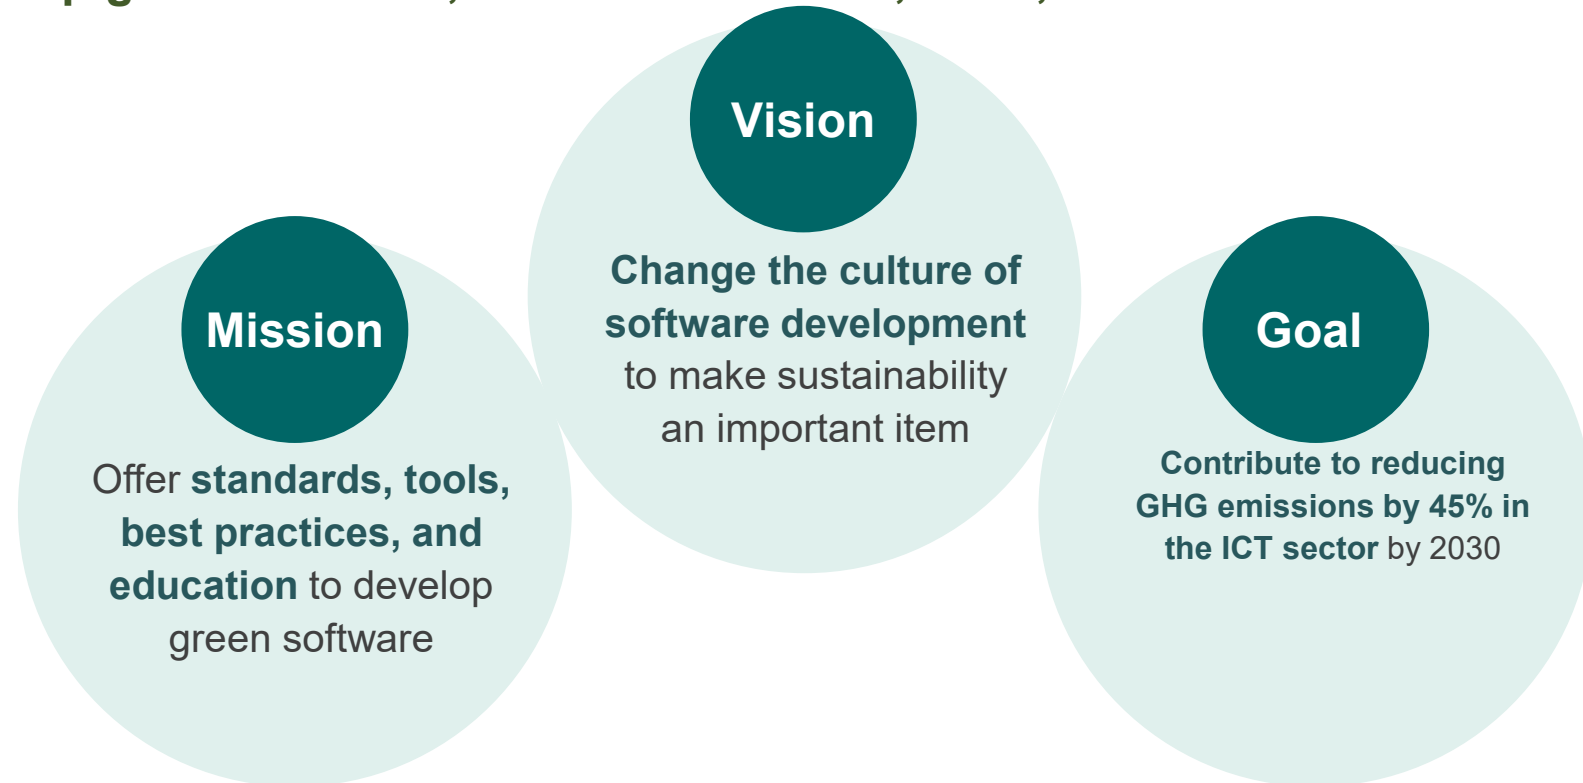 Mission
Offer standards, tools,
best practices, and
education to develop
green software
Vision
Change the culture of
software development
to make sustainability
an important item
Goal
Contribute to reducing
GHG emissions by 45% in
the ICT sector by 2030